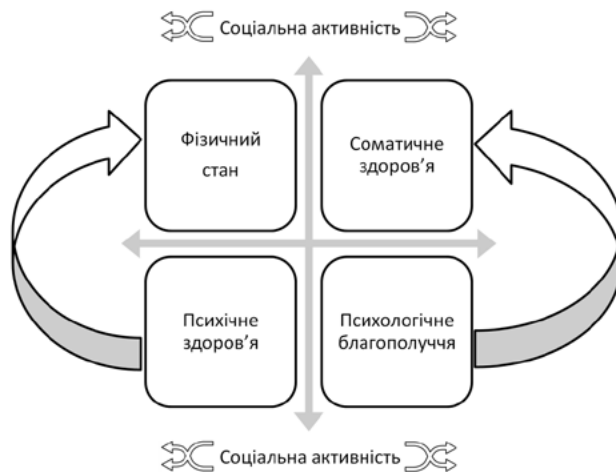 Соціальна активність
Фізичний
стан
Соматичне
здоров’я
Психічне
здоров’я
Психологічне
благополуччя
Соціальна активність